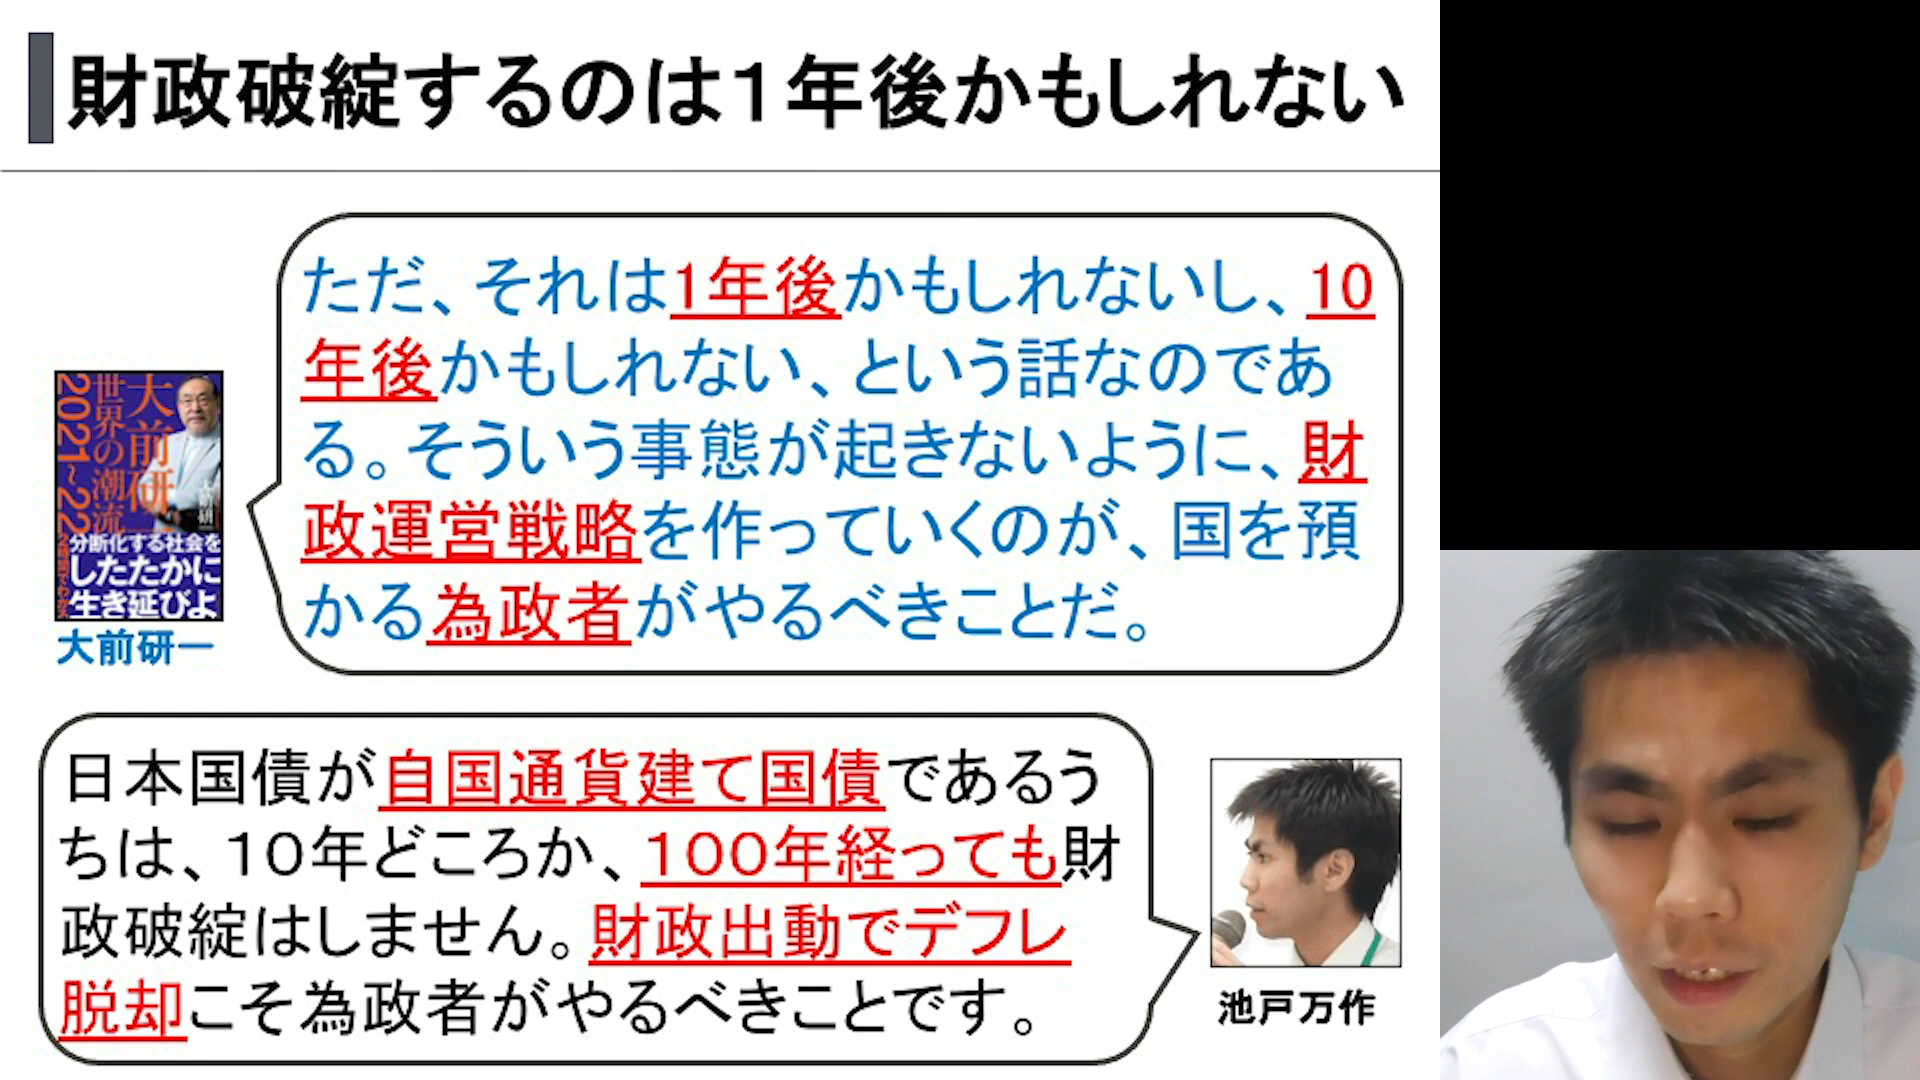 財政破綻するのは１年後かもしれない
ただ、それは1年後かもしれないし、10
年後かもしれない、という話なのであ
る。そういう事態が起きないように、財
政運営戦略を作っていくのが、国を預
かる為政者がやるべきことだ。
大前研一
世界の潮流
2021～22
分断化する社会を
したたかに
生き延びよ
大前研一
日本国債が自国通貨建て国債であるう
ちは、１０年どころか、１００年経っても財
政破綻はしません。財政出動でデフレ
脱却こそ為政者がやるべきことです。
池戸万作